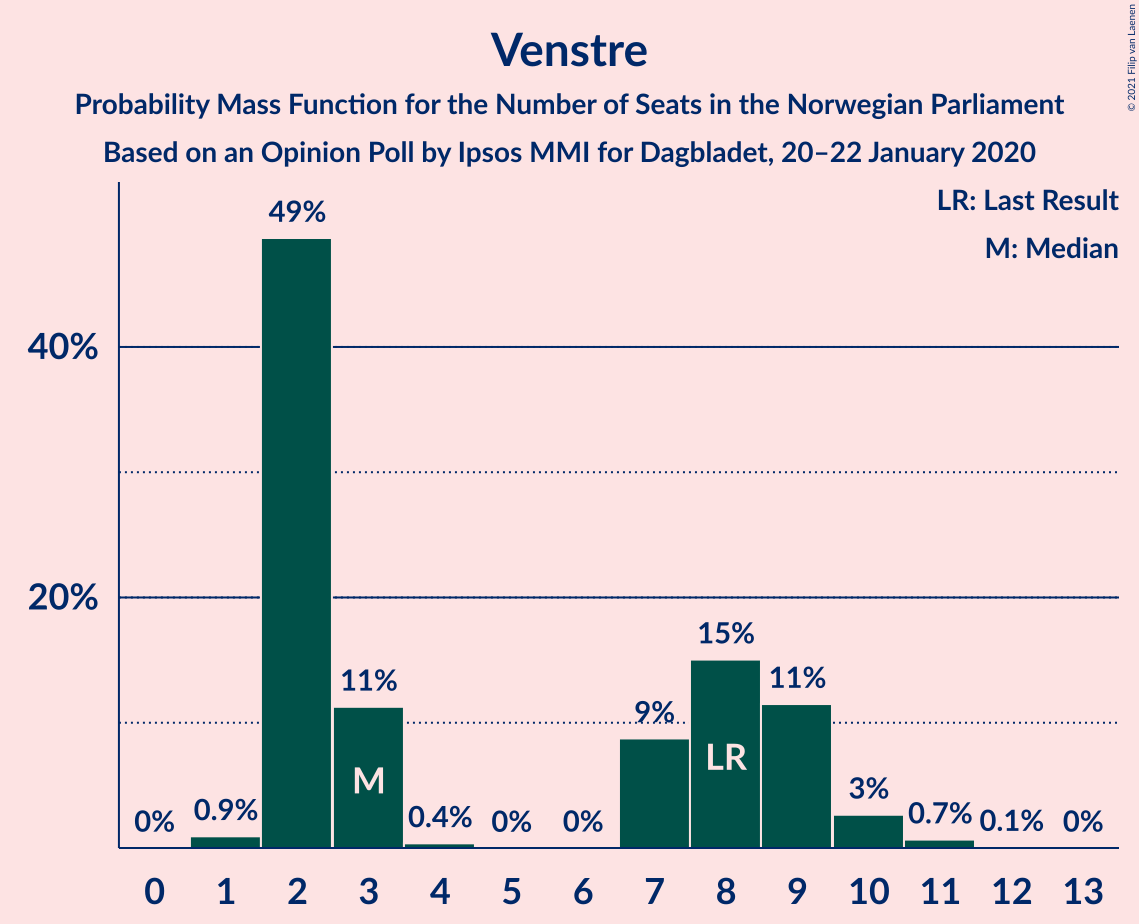 Venstre
Probability Mass Function for the Number of Seats in the Norwegian Parliament
Based on an Opinion Poll by Ipsos MMI for Dagbladet, 20–22 January 2020
© 2021 Filip van Laenen
LR: Last Result
M: Median
40%
20%
0%
0.9%
49%
11%
0.4%
0%
0%
9%
15%
11%
3%
0.7%
0.1%
0%
M
LR
0 1 2 3 4 5 6 7 8 9 10 11 12 13